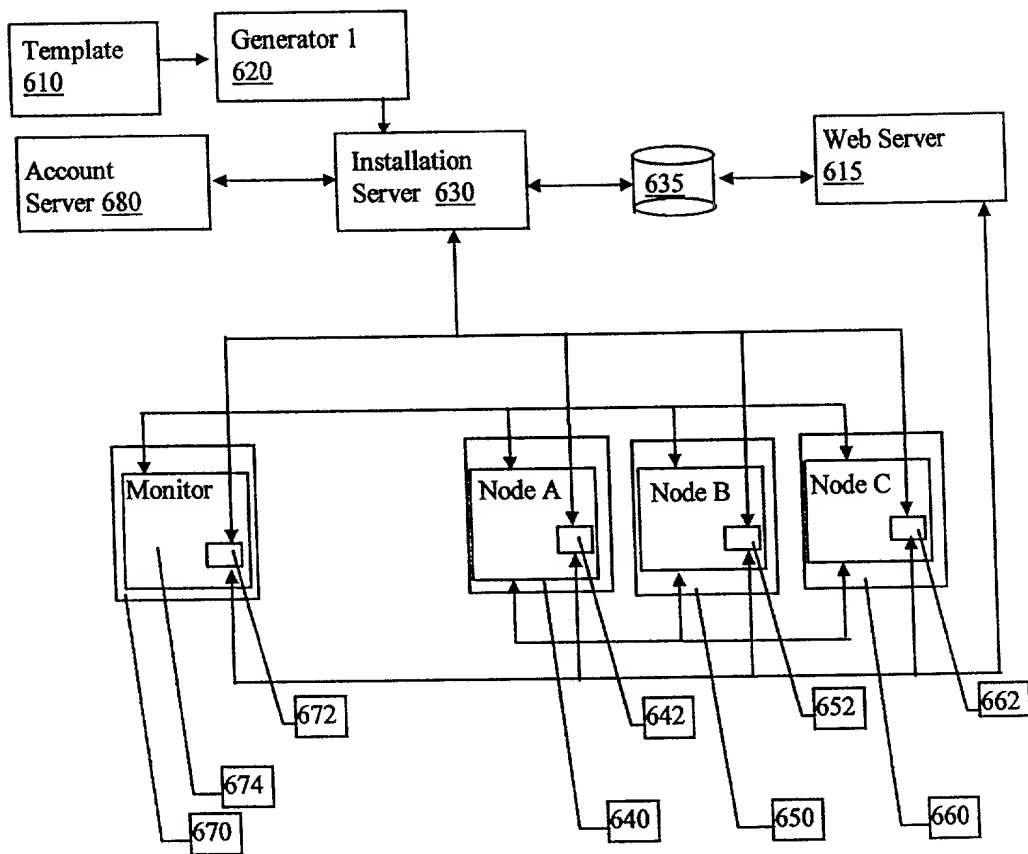 Template
610
Generator 1
620
Account
Server 680
Installation
Server 630
635
Web Server
615
Monitor
Node A
Node B
Node C
672
642
652
662
674
670
640
650
660